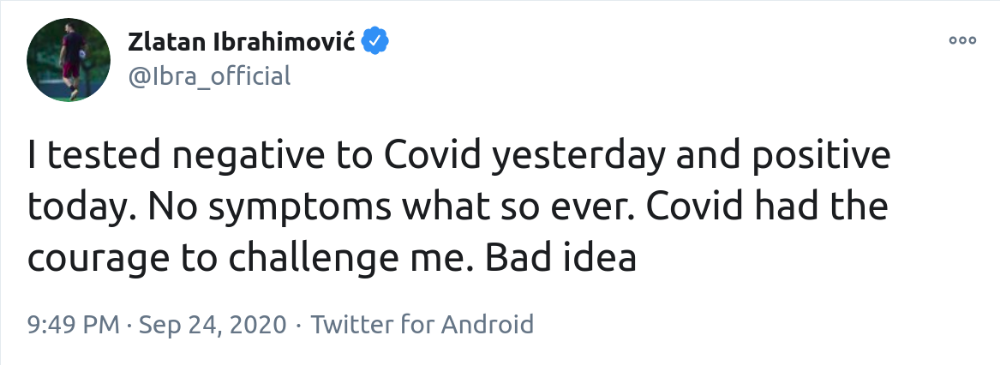 Zlatan Ibrahimović
@Ibra_official
I tested negative to Covid yesterday and positive
today. No symptoms what so ever. Covid had the
courage to challenge me. Bad idea
9:49 PM · Sep 24, 2020 · Twitter for Android